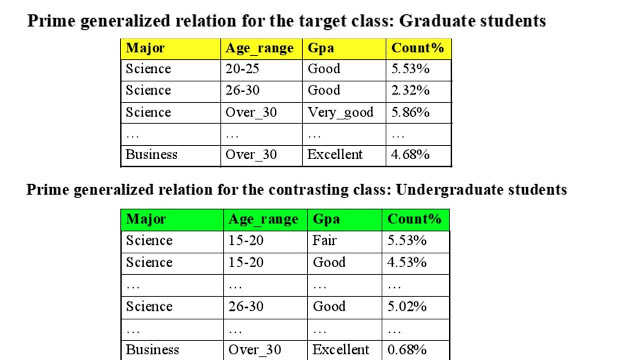 Prime generalized relation for the target class: Graduate students
Major Age_range Gpa Count%
Science 20-25 Good 5.53%
Science 26-30 Good 2.32%
Science Over_30 Very_good 5.86%
… … … …
Business Over_30 Excellent 4.68%
Prime generalized relation for the contrasting class: Undergraduate students
Major Age_range Gpa Count%
Science 15-20 Fair 5.53%
Science 15-20 Good 4.53%
… … … …
Science 26-30 Good 5.02%
… … … …
Business Over_30 Excellent 0.68%